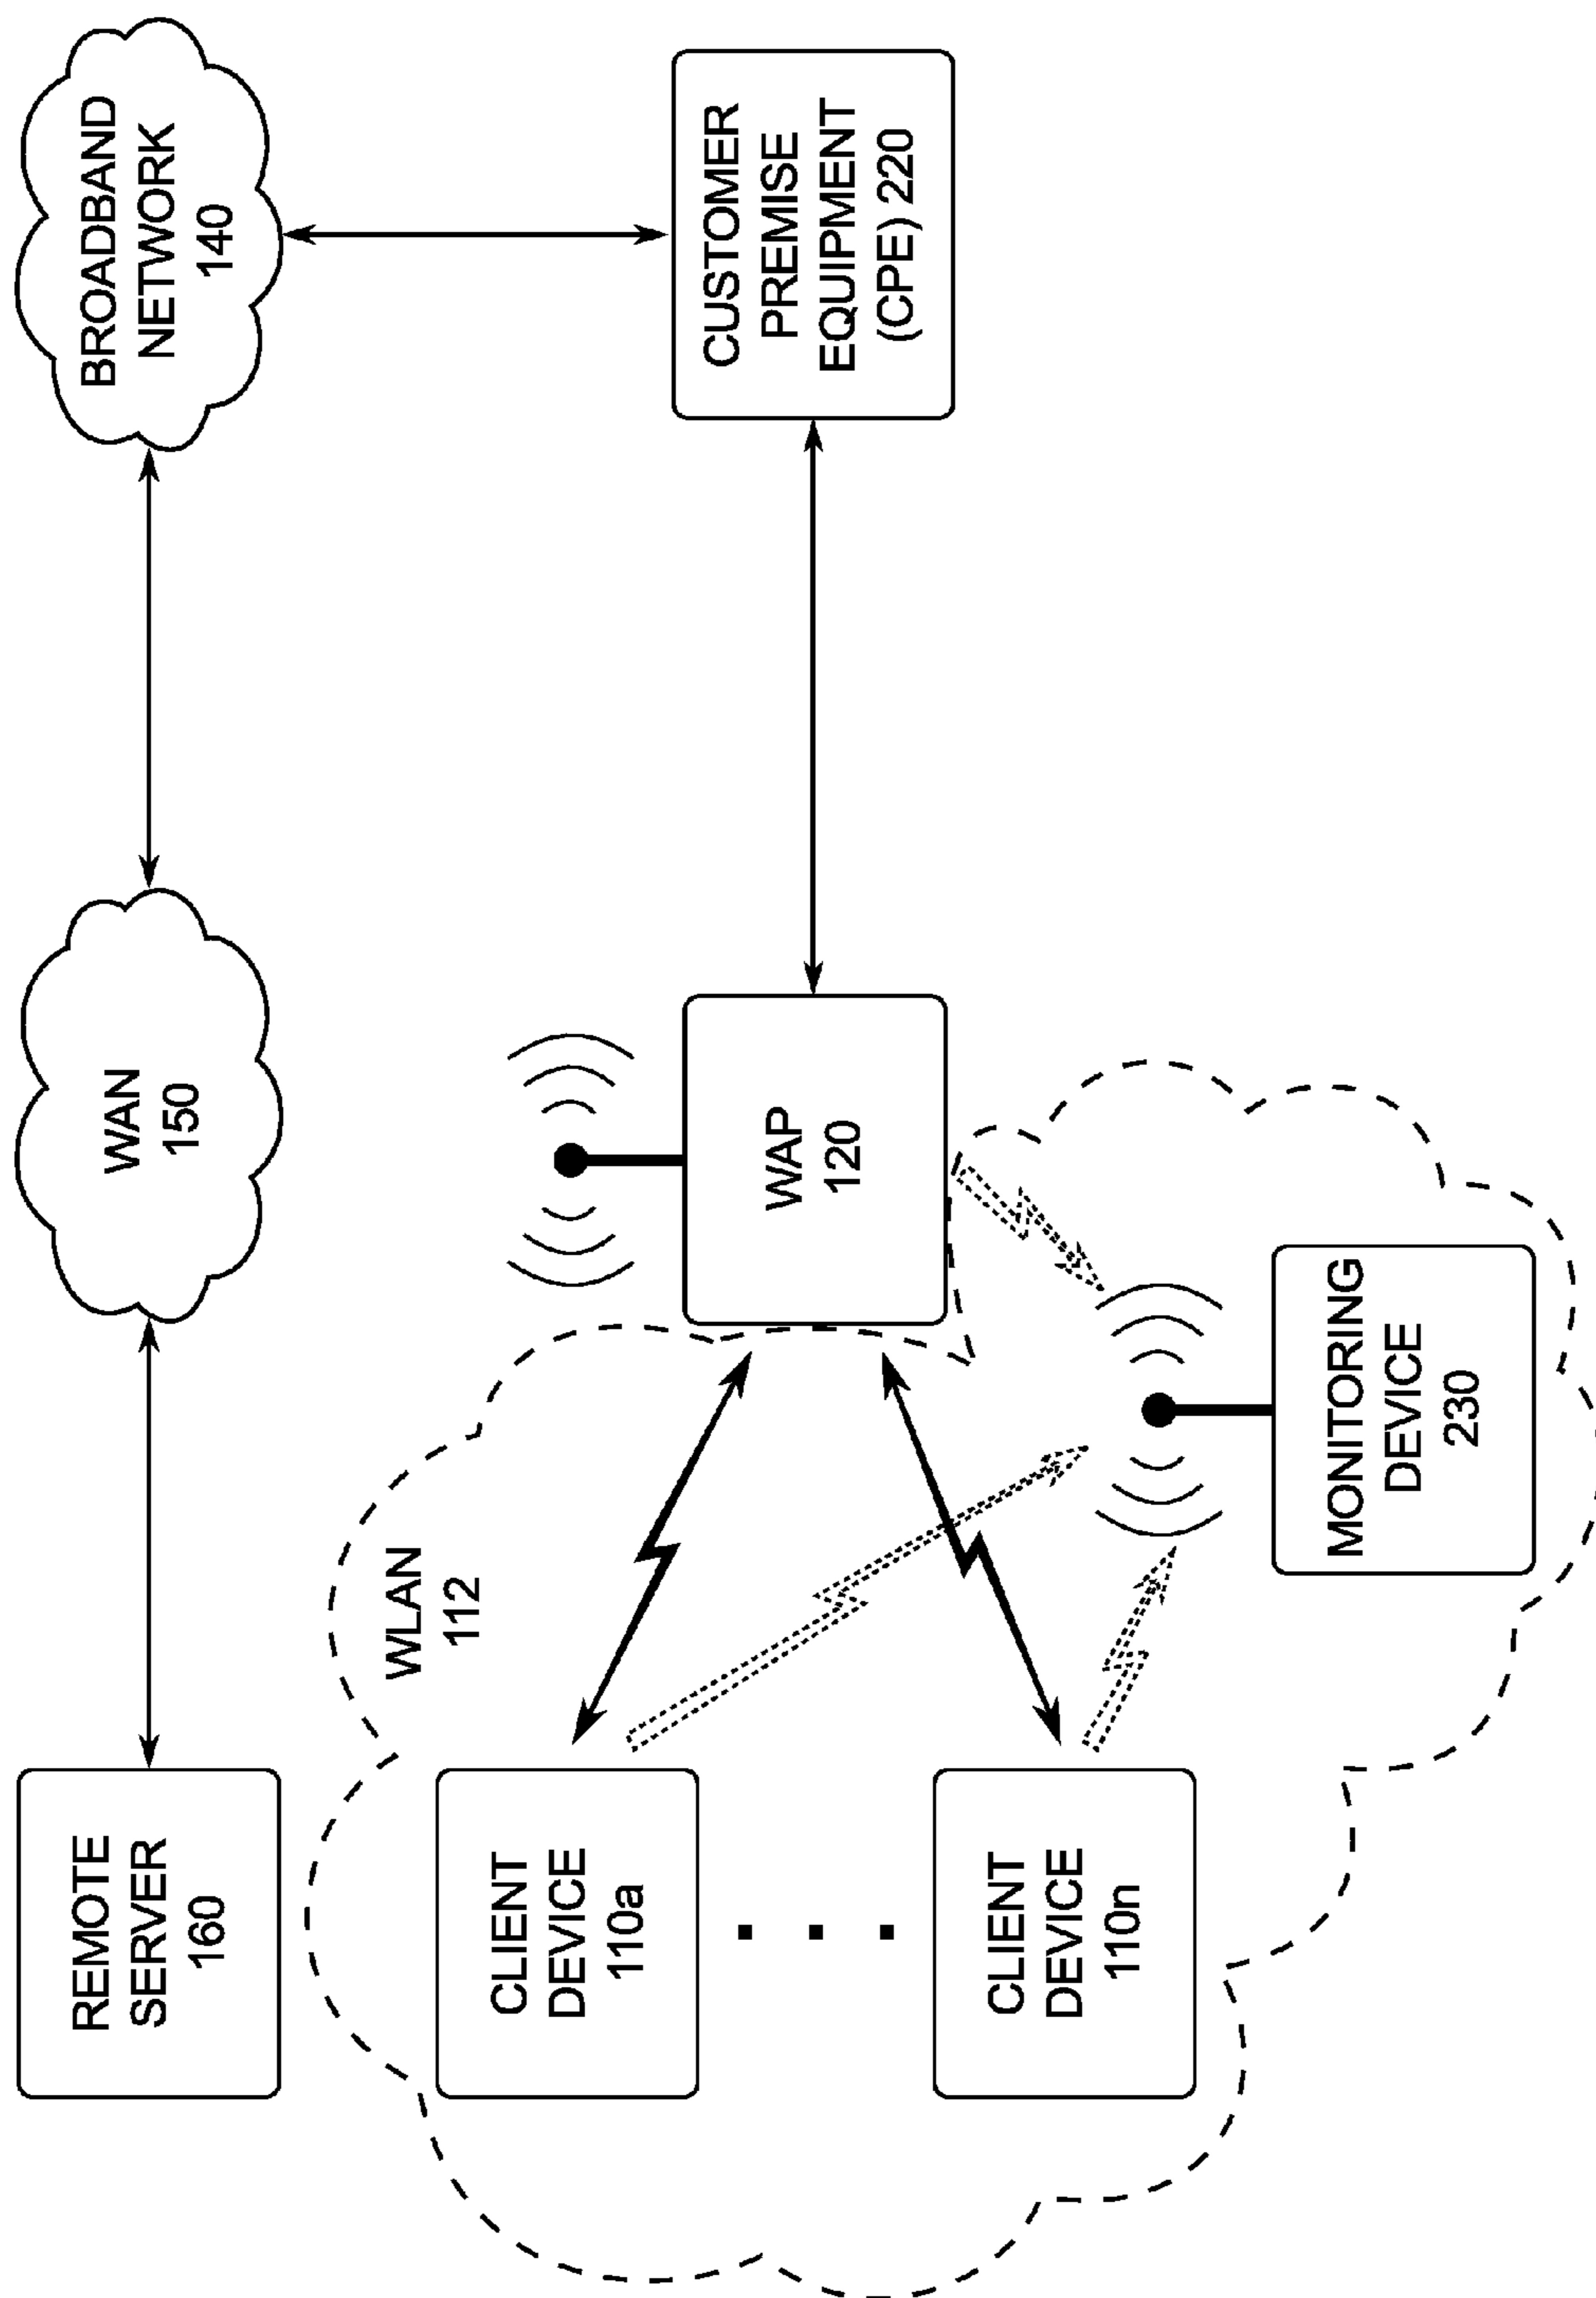 REMOTE
SERVER
160
WAN
150
BROADBAND
NETWORK
140
WLAN
112
CLIENT
DEVICE
110a
CLIENT
DEVICE
110n
WAP
120
CUSTOMER
PREMISE
EQUIPMENT
(CPE) 220
MONITORING
DEVICE
230